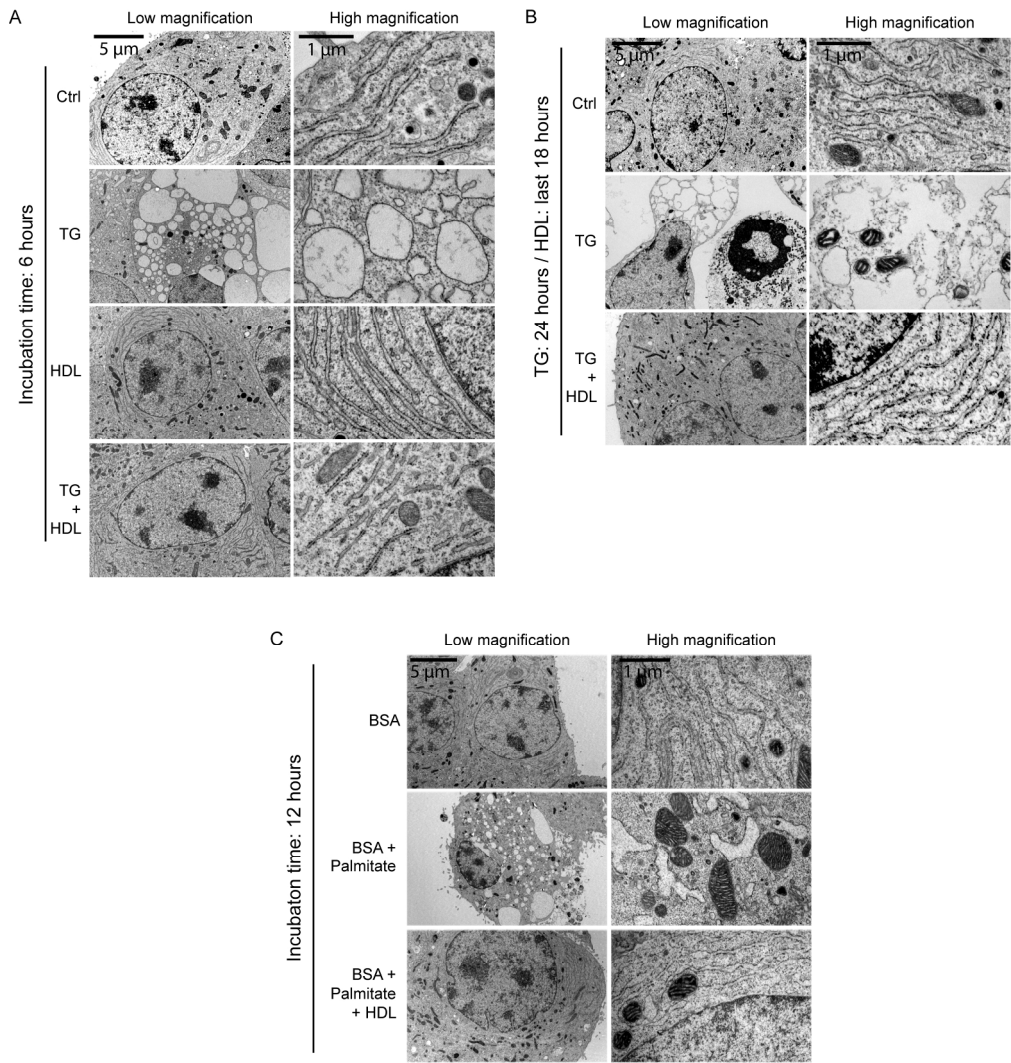 A
Low magnification High magnification
5 µm 1 µm
Incubation time: 6 hours
Ctrl
TG
HDL
TG
+
HDL
B
Low magnification High magnification
5 µm 1 µm
TG: 24 hours / HDL: last 18 hours
Ctrl
TG
TG
+
HDL
C
Low magnification High magnification
5 µm 1 µm
Incubaton time: 12 hours
BSA
BSA +
Palmitate
BSA +
Palmitate
+ HDL